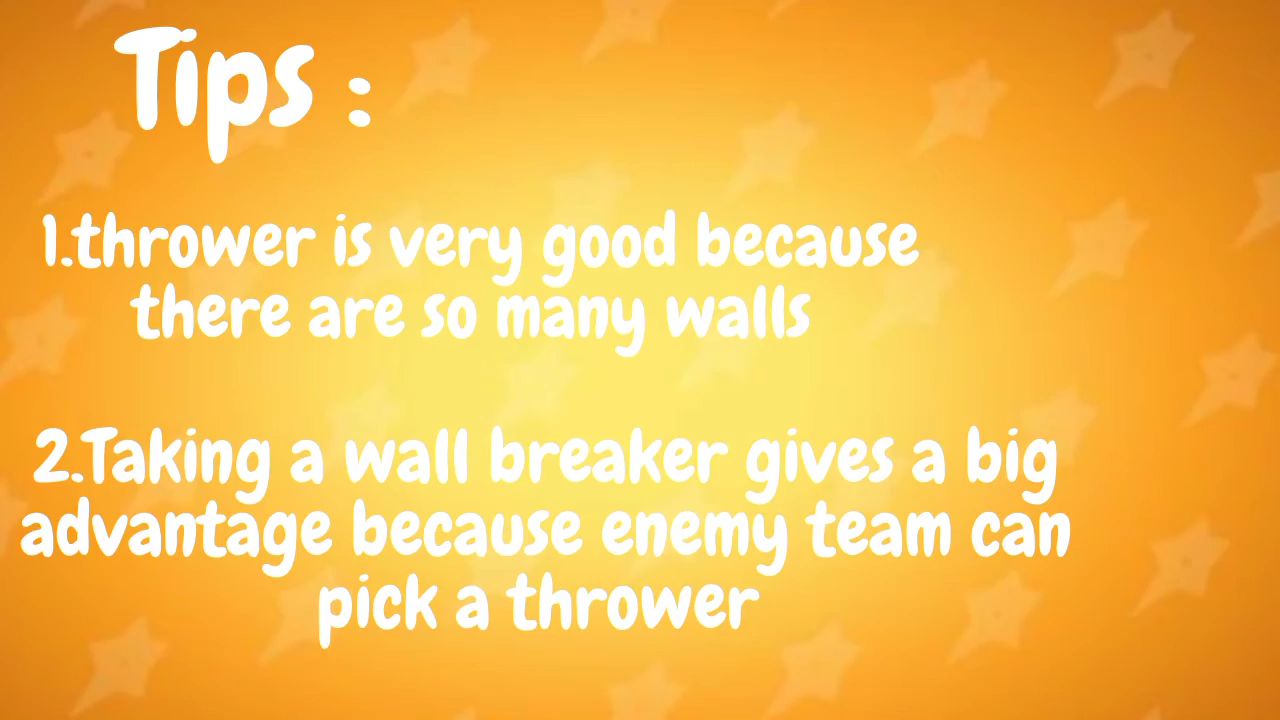 Tips :
1.thrower is very good because
there are so many walls
2.Taking a wall breaker gives a big
advantage because enemy team can
pick a thrower